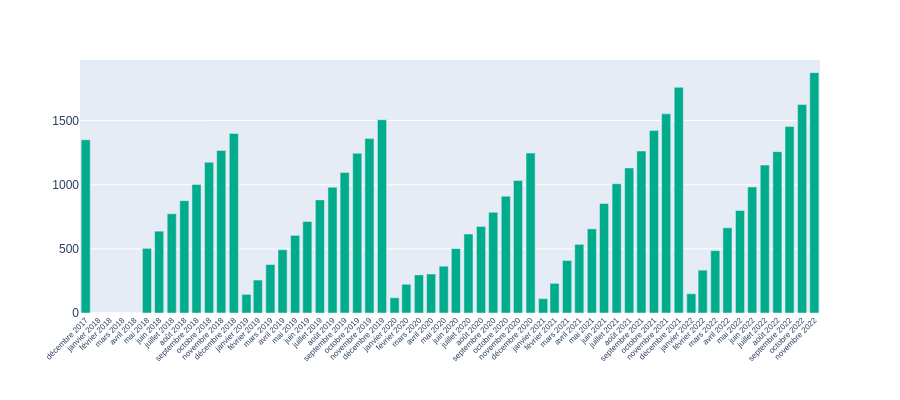 1500
1000
500
0
décembre 2017
janvier 2018
février 2018
mars 2018
avril 2018
mai 2018
juin 2018
juillet 2018
août 2018
septembre 2018
octobre 2018
novembre 2018
décembre 2018
janvier 2019
février 2019
mars 2019
avril 2019
mai 2019
juin 2019
juillet 2019
août 2019
septembre 2019
octobre 2019
novembre 2019
décembre 2019
janvier 2020
février 2020
mars 2020
avril 2020
mai 2020
juin 2020
juillet 2020
août 2020
septembre 2020
octobre 2020
novembre 2020
décembre 2020
janvier 2021
février 2021
mars 2021
avril 2021
mai 2021
juin 2021
juillet 2021
août 2021
septembre 2021
octobre 2021
novembre 2021
décembre 2021
janvier 2022
février 2022
mars 2022
avril 2022
mai 2022
juin 2022
juillet 2022
août 2022
septembre 2022
octobre 2022
novembre 2022